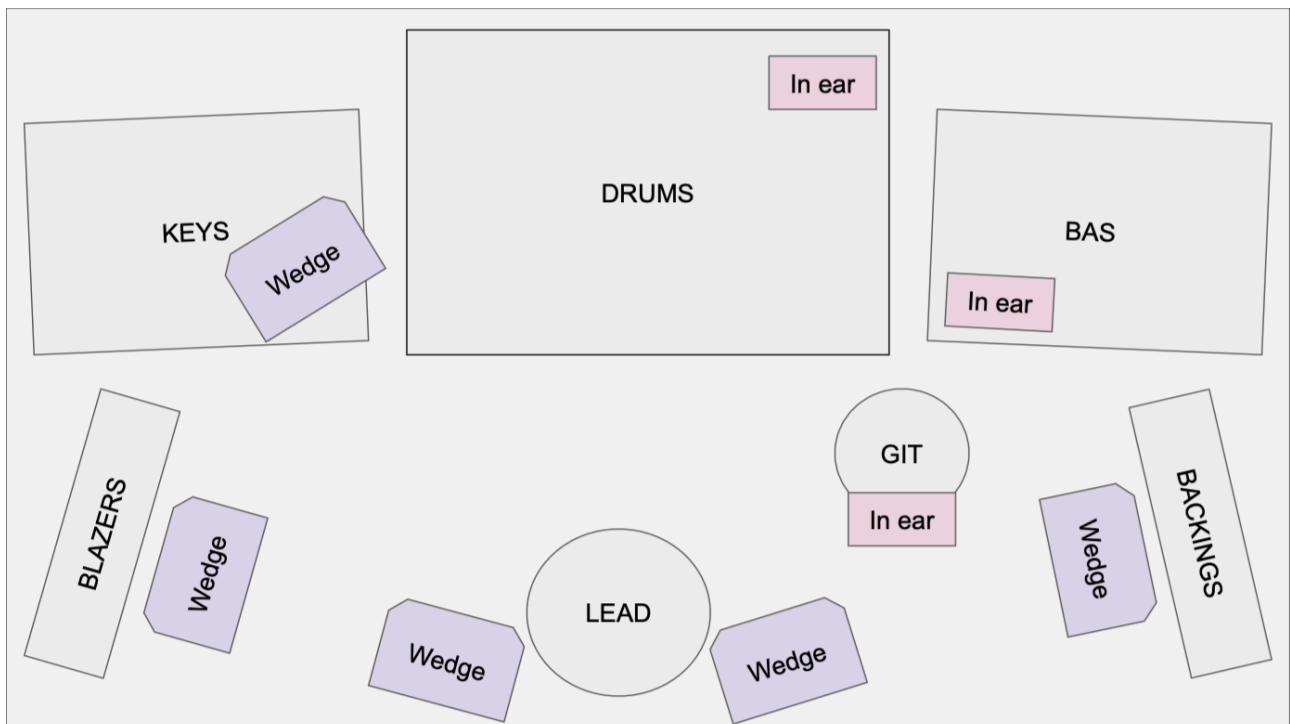 In ear
DRUMS
KEYS
Wedge
BAS
In ear
BLAZERS
Wedge
GIT
In ear
BACKINGS
Wedge
LEAD
Wedge
Wedge